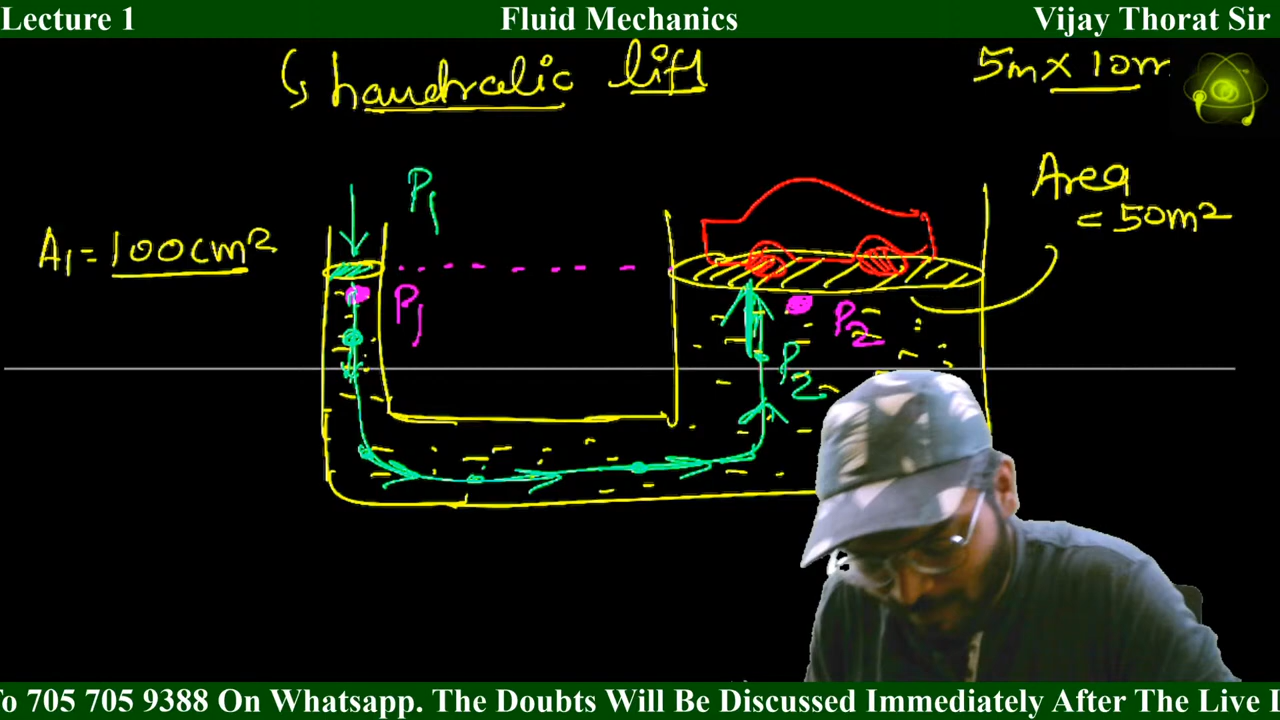 Lecture 1 Fluid Mechanics Vijay Thorat Sir
↳ haudralic lift
5m x 10m
P₁
Area
= 50m²
A₁ = 100cm²
P₁
P₂
P₂
To 705 705 9388 On Whatsapp. The Doubts Will Be Discussed Immediately After The Live